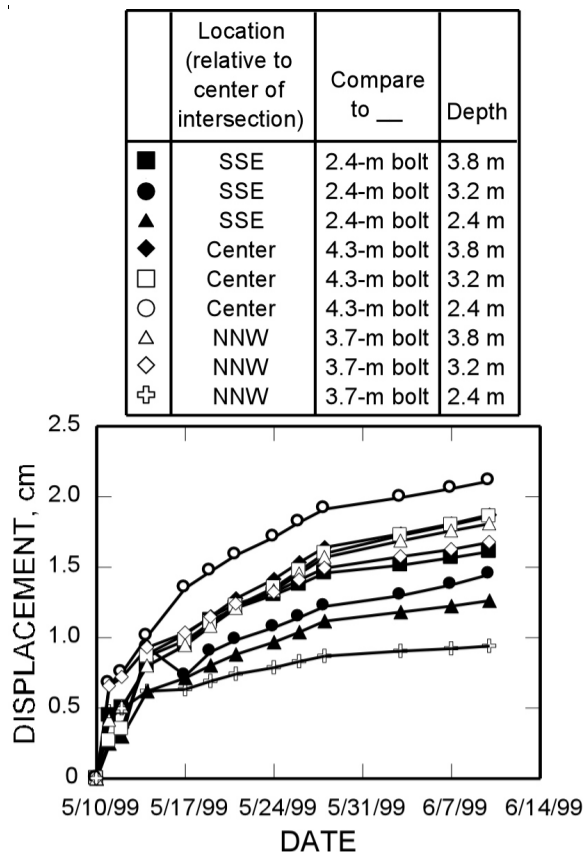 Location
(relative to
center of
intersection)
Compare
to __
Depth
SSE 2.4-m bolt 3.8 m
SSE 2.4-m bolt 3.2 m
SSE 2.4-m bolt 2.4 m
Center 4.3-m bolt 3.8 m
Center 4.3-m bolt 3.2 m
Center 4.3-m bolt 2.4 m
NNW 3.7-m bolt 3.8 m
NNW 3.7-m bolt 3.2 m
NNW 3.7-m bolt 2.4 m
DISPLACEMENT, cm
2.5
2.0
1.5
1.0
0.5
0
5/10/99 5/17/99 5/24/99 5/31/99 6/7/99 6/14/99
DATE